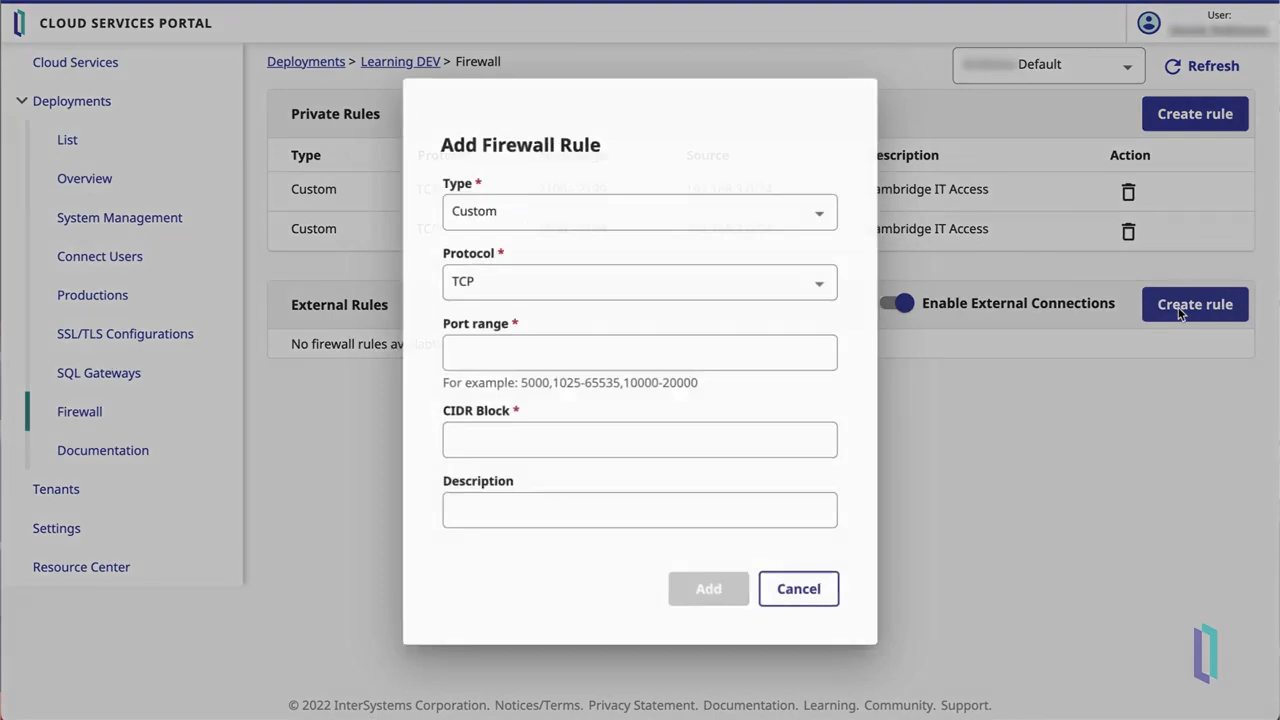 CLOUD SERVICES PORTAL
User:
Cloud Services
Deployments
List
Overview
System Management
Connect Users
Productions
SSL/TLS Configurations
SQL Gateways
Firewall
Documentation
Tenants
Settings
Resource Center
Deployments > Learning DEV > Firewall
Default
Refresh
Private Rules
Create rule
Type
Source
escription
Action
Custom
ambridge IT Access
Custom
ambridge IT Access
External Rules
Enable External Connections
Create rule
No firewall rules ava
Add Firewall Rule
Type *
Custom
Protocol *
TCP
Port range *
For example: 5000,1025-65535,10000-20000
CIDR Block *
Description
Add
Cancel
© 2022 InterSystems Corporation. Notices/Terms. Privacy Statement. Documentation. Learning. Community. Support.